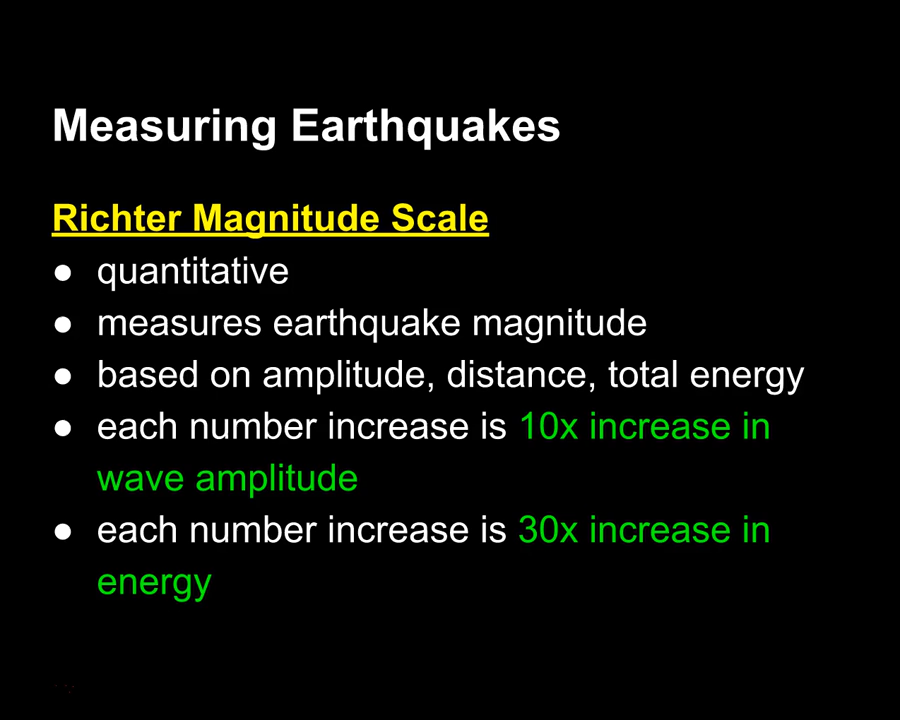 Measuring Earthquakes
Richter Magnitude Scale
● quantitative
● measures earthquake magnitude
● based on amplitude, distance, total energy
● each number increase is 10x increase in
wave amplitude
● each number increase is 30x increase in
energy